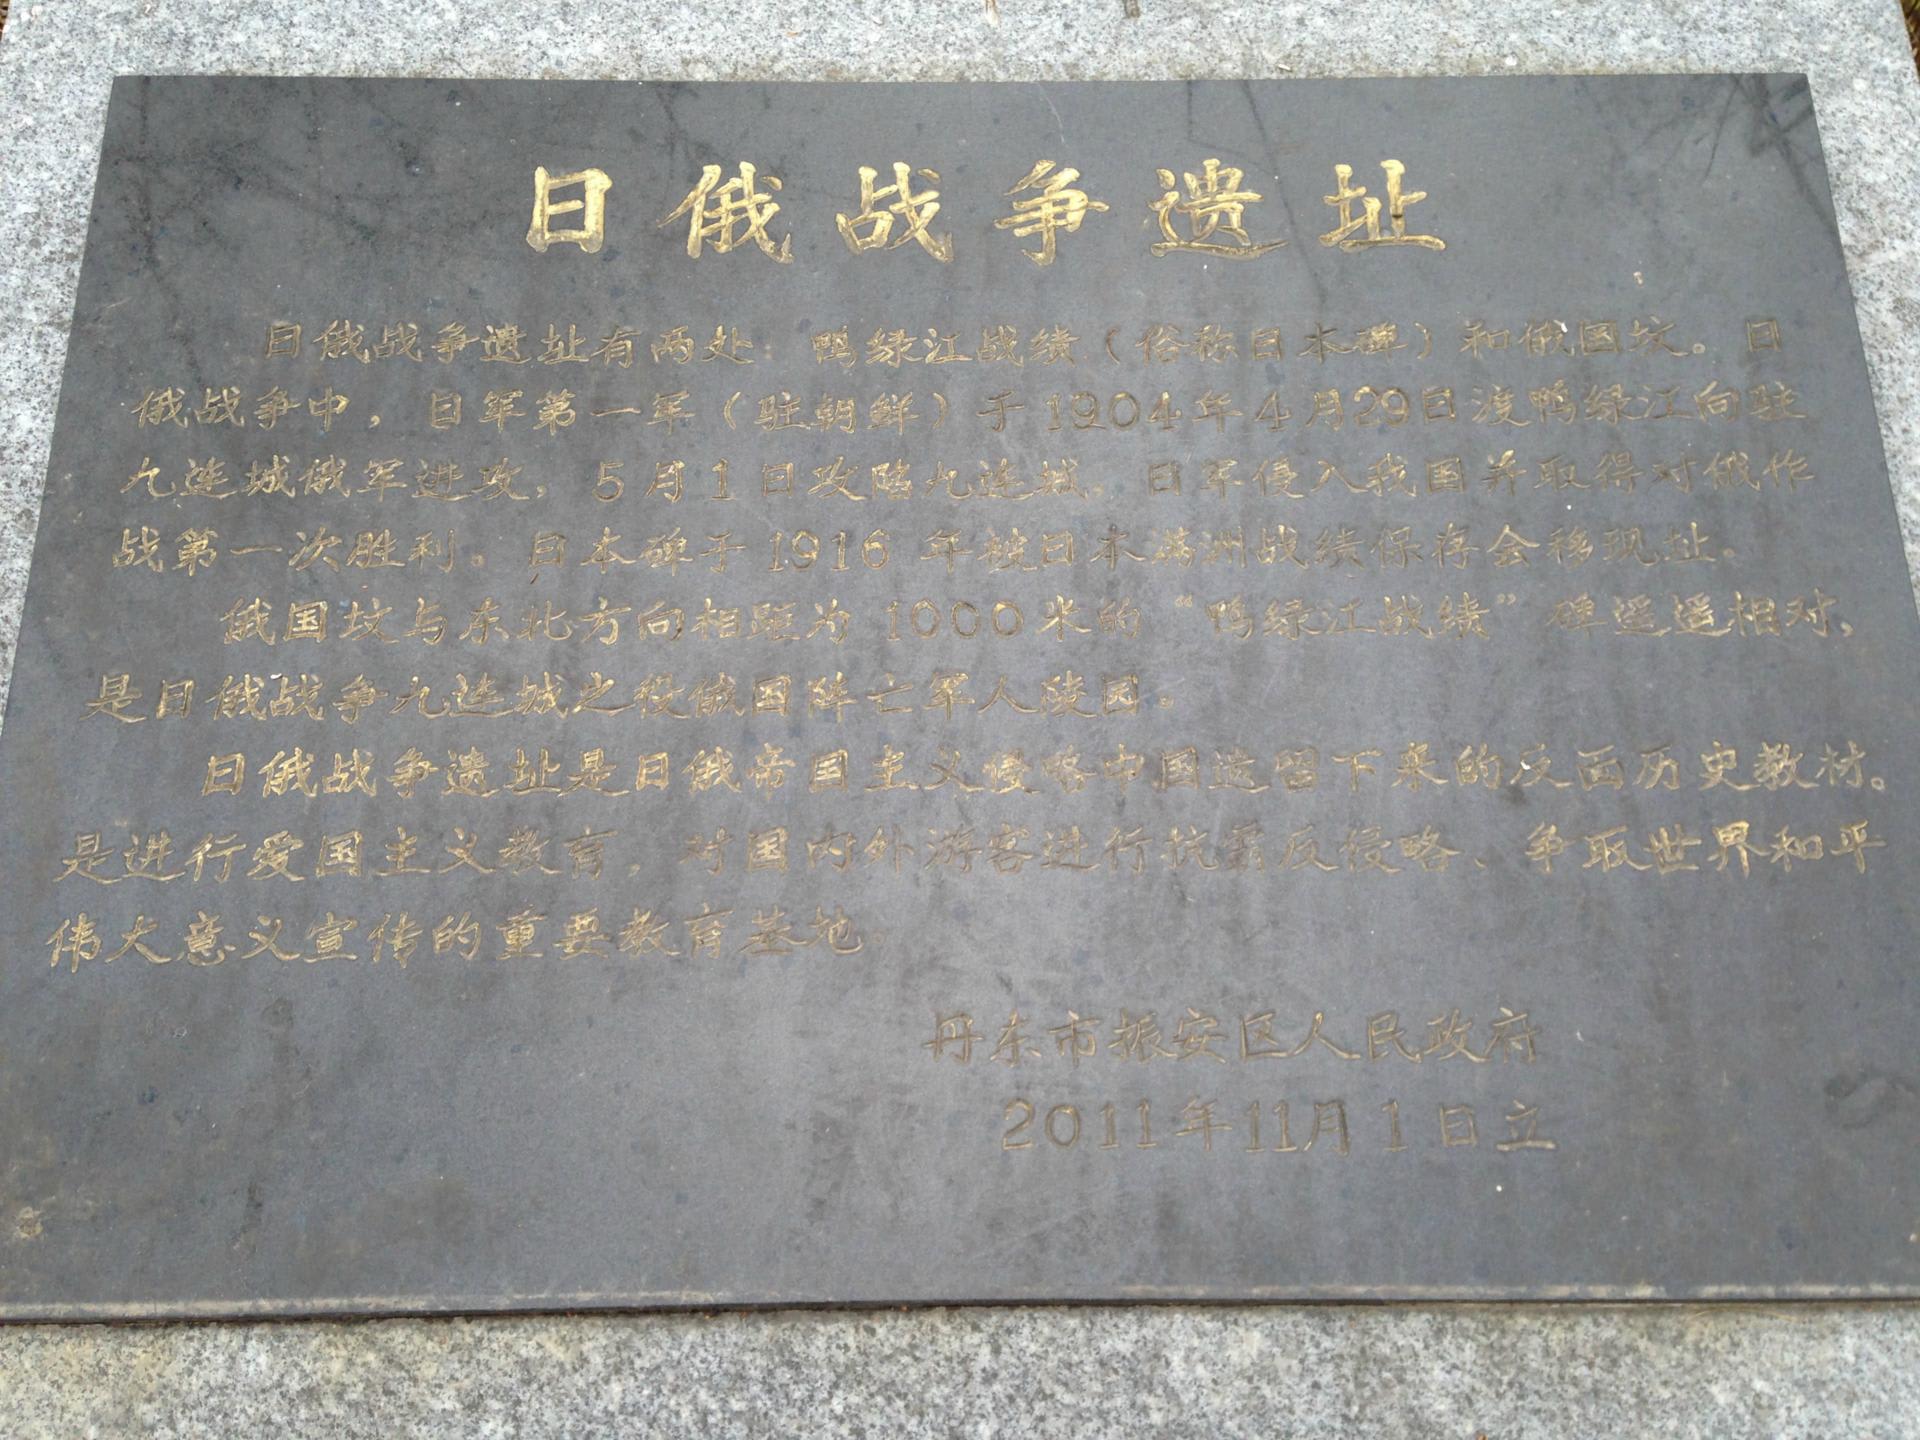 日俄战争遗址
日俄战争遗址有两处:鸭绿江战绩(俗称日本碑)和俄国坟。日
俄战争中,日军第一军(驻朝鲜)于1904年4月29日渡鸭绿江向驻
九连城俄军进攻,5月1日攻陷九连城。日军侵入我国并取得对俄作
战第一次胜利。日本碑于1916年被日本满洲战绩保存会移现址。
俄国坟与东北方向相距为1000米的“鸭绿江战绩”碑遥遥相对,
是日俄战争九连城之役俄国阵亡军人陵园。
日俄战争遗址是日俄帝国主义侵略中国遗留下来的反面历史教材。
是进行爱国主义教育,对国内外游客进行抗霸反侵略、争取世界和平
伟大意义宣传的重要教育基地。
丹东市振安区人民政府
2011年11月1日立